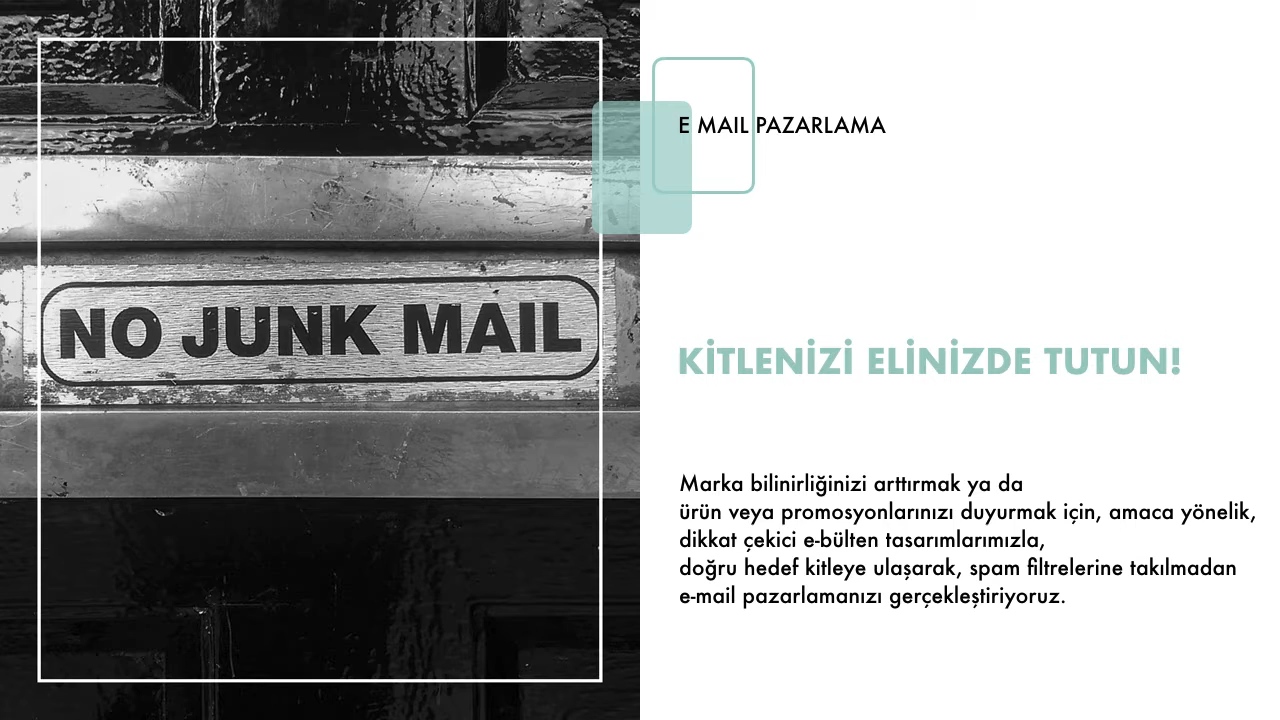 NO JUNK MAIL
E MAIL PAZARLAMA
KİTLENİZİ ELİNİZDE TUTUN!
Marka bilinirliğinizi arttırmak ya da
ürün veya promosyonlarınızı duyurmak için, amaca yönelik,
dikkat çekici e-bülten tasarımlarımızla,
doğru hedef kitleye ulaşarak, spam filtrelerine takılmadan
e-mail pazarlamanızı gerçekleştiriyoruz.